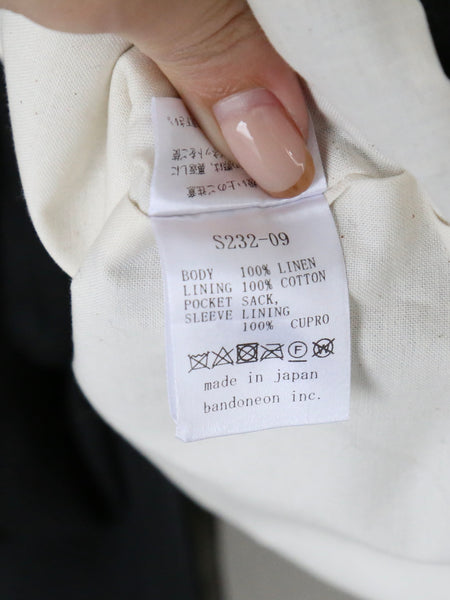 S232-09
BODY 100% LINEN
LINING 100% COTTON
POCKET SACK,
SLEEVE LINING
100% CUPRO
made in japan
bandoneon inc.